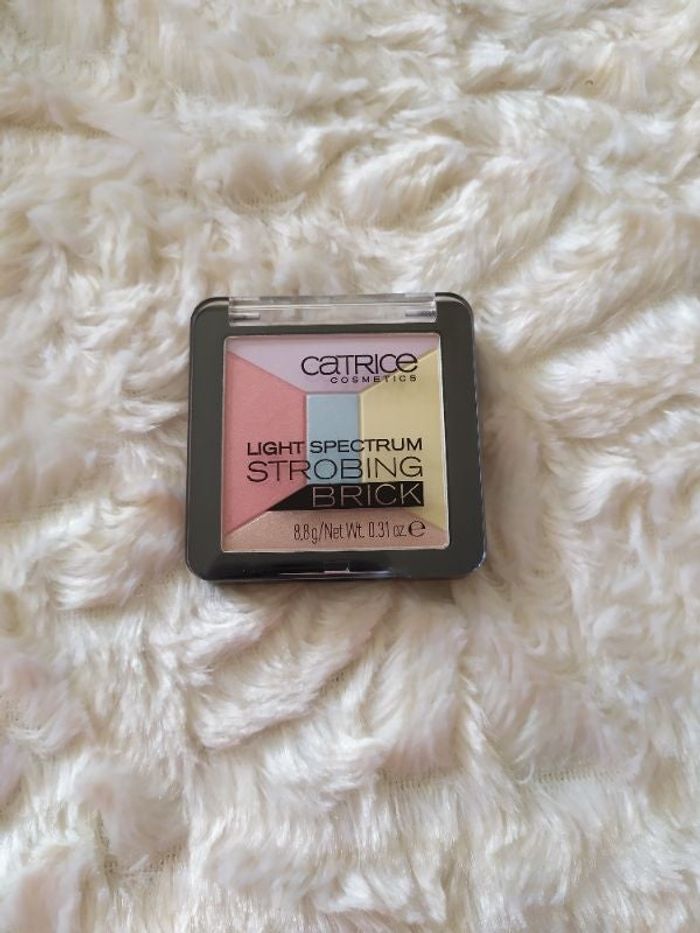 CATRICE
COSMETICS
LIGHT SPECTRUM
STROBING
BRICK
8.8g/Net Wt. 0.31 oz. ℮